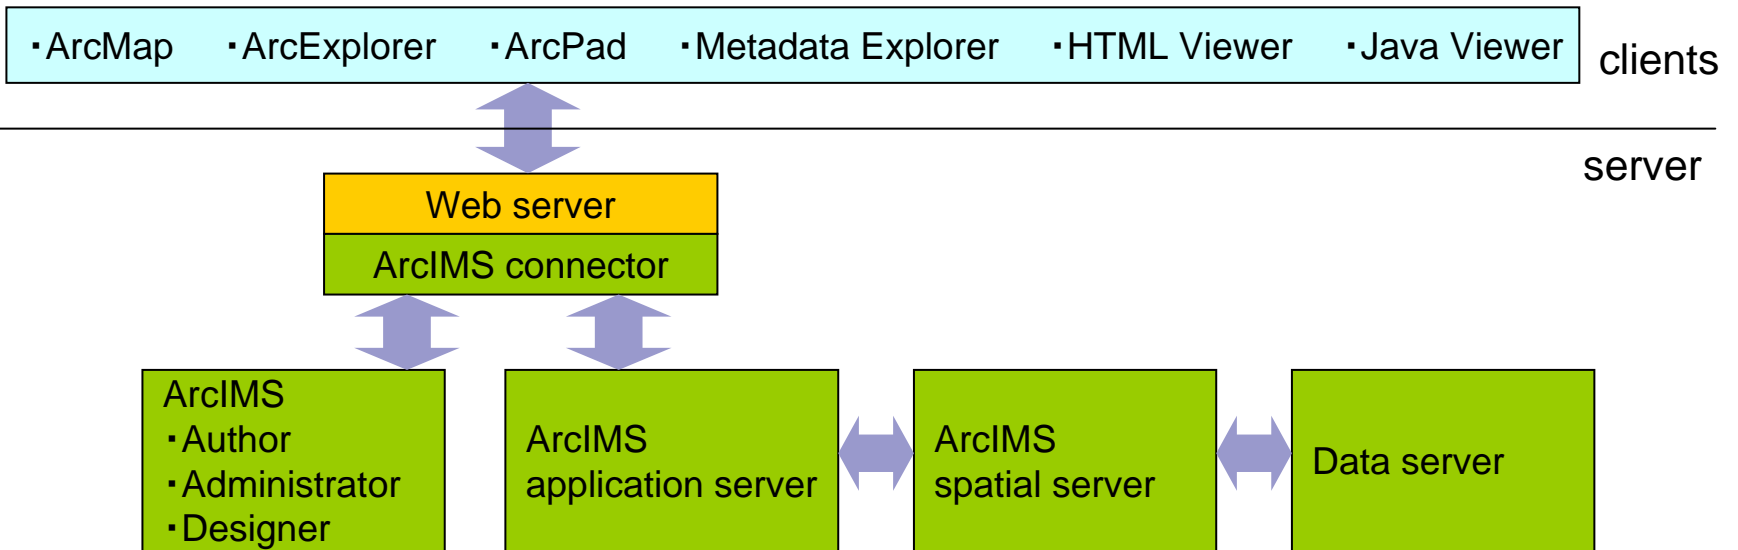 ・ArcMap ・ArcExplorer ・ArcPad ・Metadata Explorer ・HTML Viewer ・Java Viewer
clients
server
Web server
ArcIMS connector
ArcIMS
・Author
・Administrator
・Designer
ArcIMS
application server
ArcIMS
spatial server
Data server